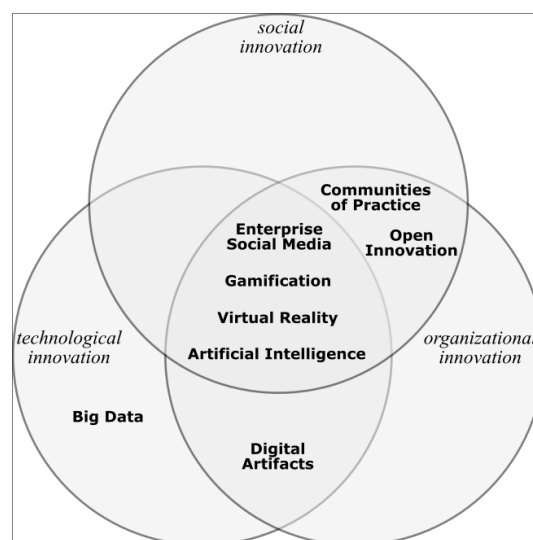 social
innovation
Communities
of Practice
Enterprise
Social Media
Open
Innovation
Gamification
Virtual Reality
technological
innovation
organizational
innovation
Artificial Intelligence
Big Data
Digital
Artifacts